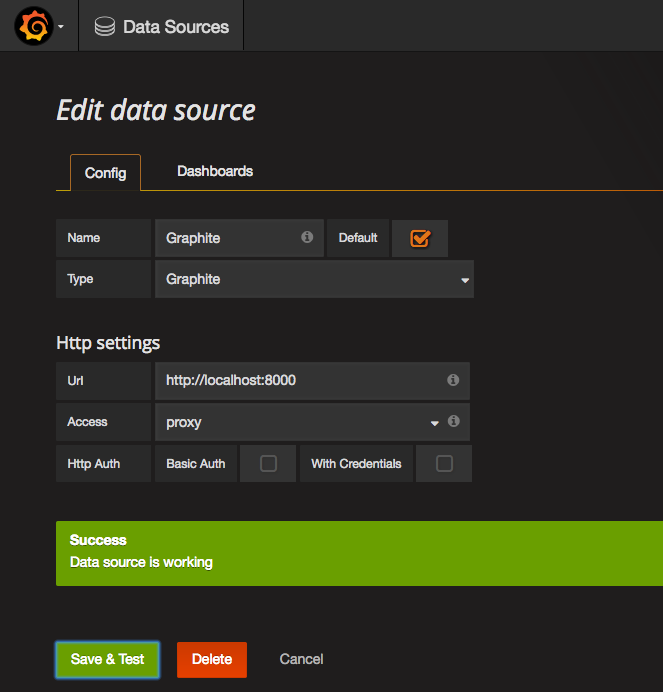 Data Sources
Edit data source
Config Dashboards
Name Graphite Default
Type Graphite
Http settings
Url http://localhost:8000
Access proxy
Http Auth Basic Auth With Credentials
Success
Data source is working
Save & Test Delete Cancel